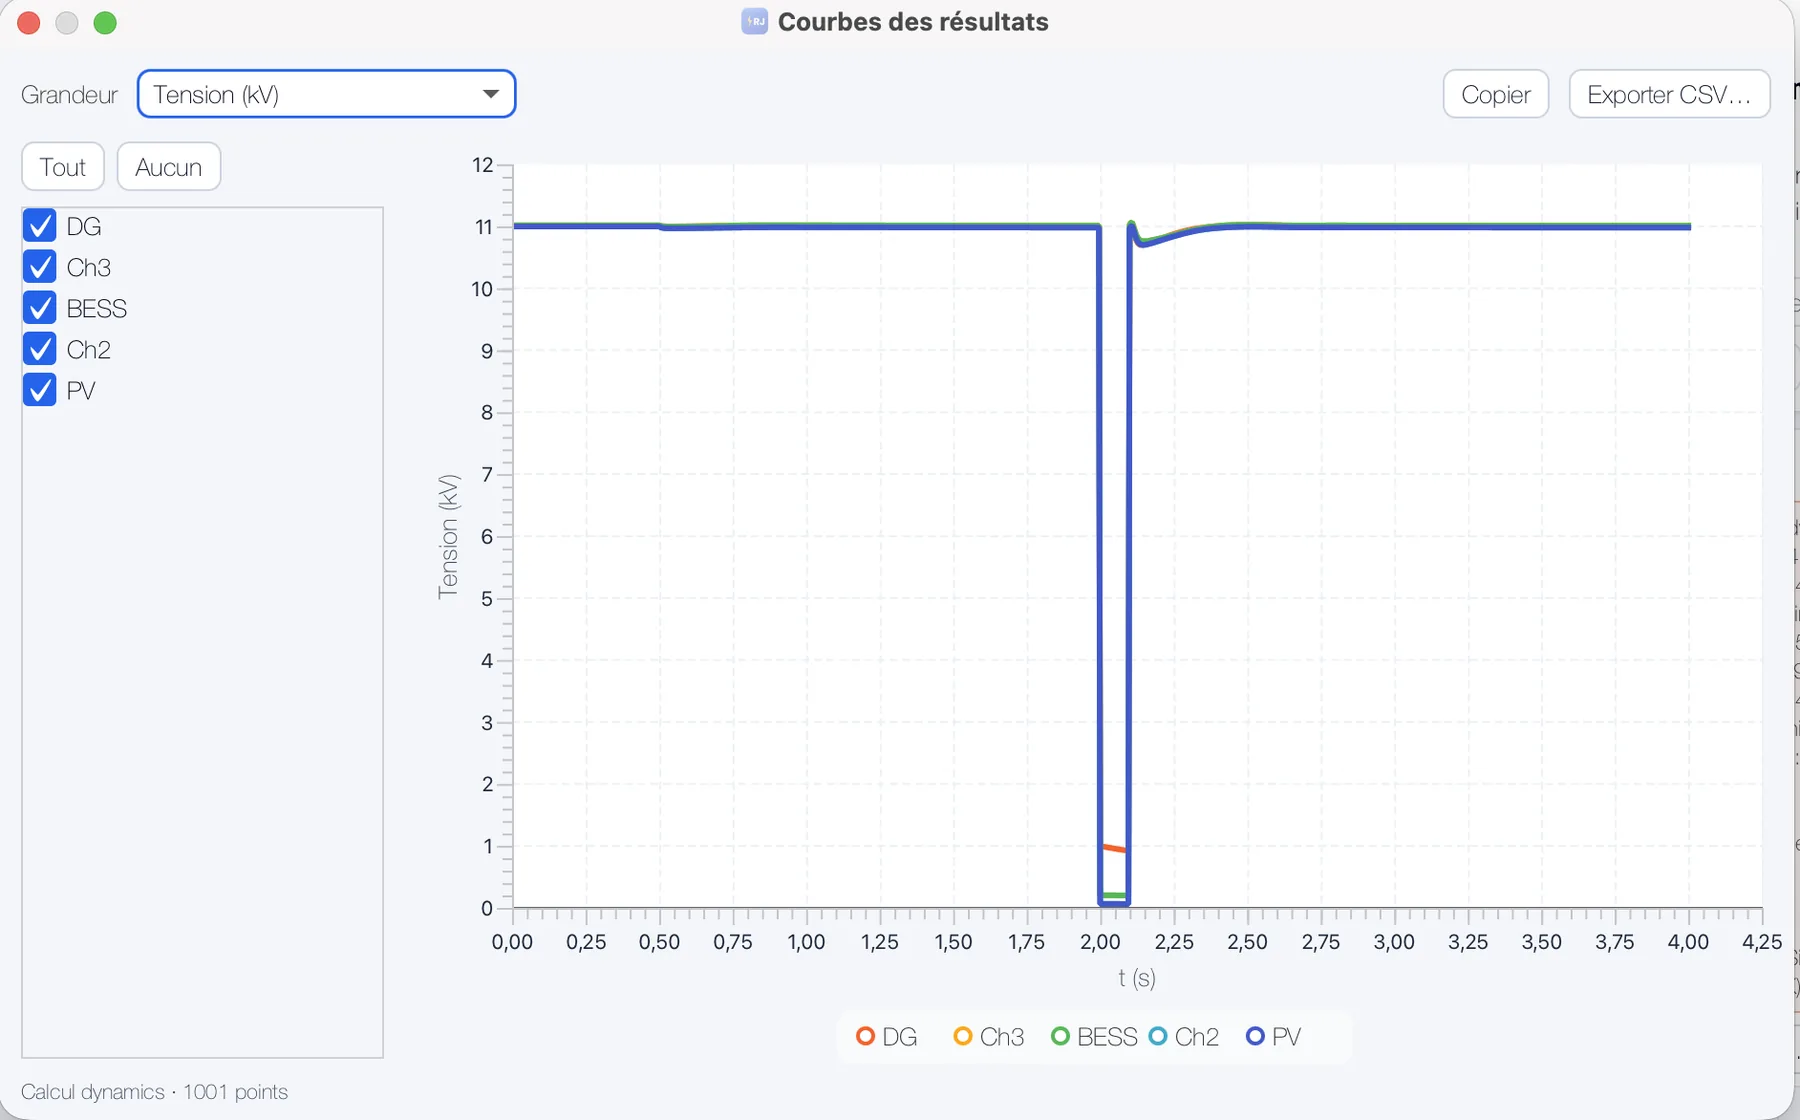 RJ Courbes des résultats
Grandeur Tension (kV) Copier Exporter CSV...
Tout Aucun
DG
Ch3
BESS
Ch2
PV
Tension (kV)
12
11
10
9
8
7
6
5
4
3
2
1
0
0,00 0,25 0,50 0,75 1,00 1,25 1,50 1,75 2,00 2,25 2,50 2,75 3,00 3,25 3,50 3,75 4,00 4,25
t (s)
DG Ch3 BESS Ch2 PV
Calcul dynamics · 1001 points